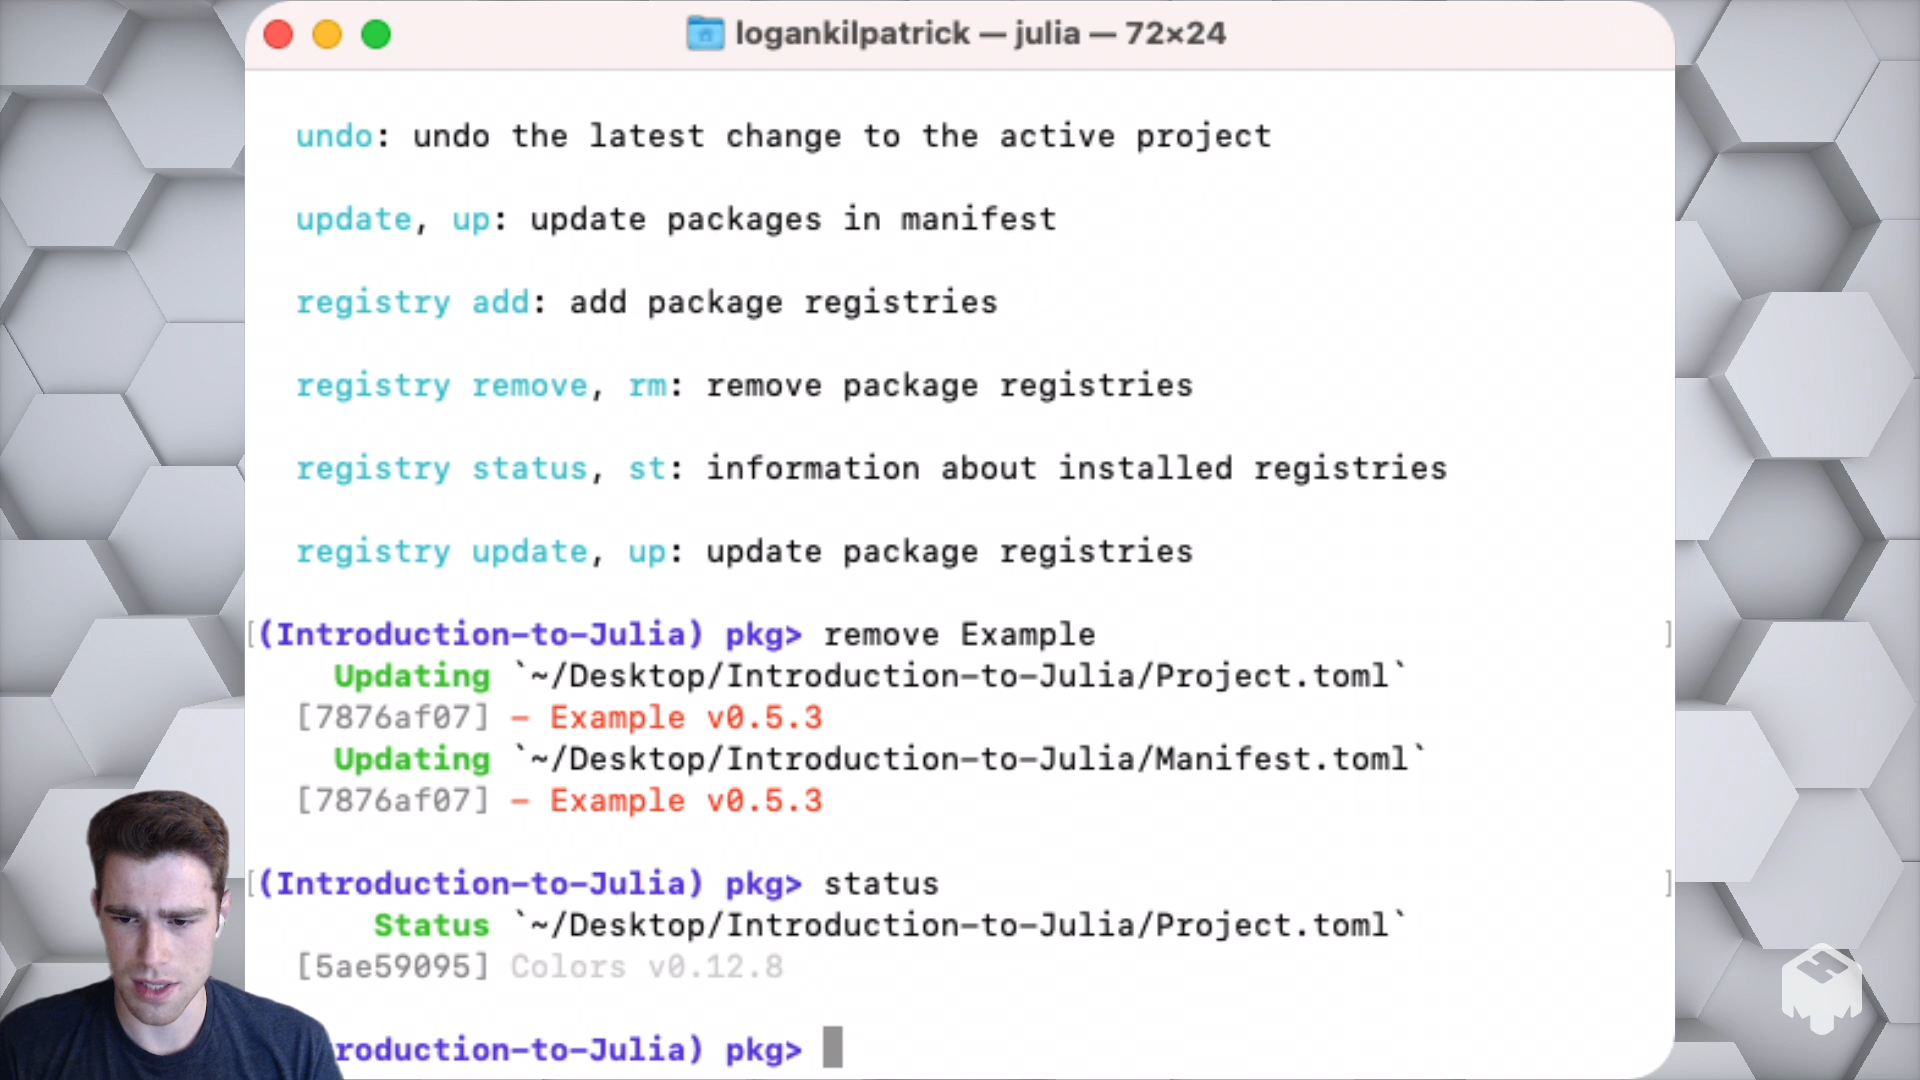 logankilpatrick — julia — 72×24
undo: undo the latest change to the active project
update, up: update packages in manifest
registry add: add package registries
registry remove, rm: remove package registries
registry status, st: information about installed registries
registry update, up: update package registries
[(Introduction-to-Julia) pkg> remove Example ]
Updating `~/Desktop/Introduction-to-Julia/Project.toml`
[7876af07] - Example v0.5.3
Updating `~/Desktop/Introduction-to-Julia/Manifest.toml`
[7876af07] - Example v0.5.3
[(Introduction-to-Julia) pkg> status ]
Status `~/Desktop/Introduction-to-Julia/Project.toml`
[5ae59095] Colors v0.12.8
roduction-to-Julia) pkg>